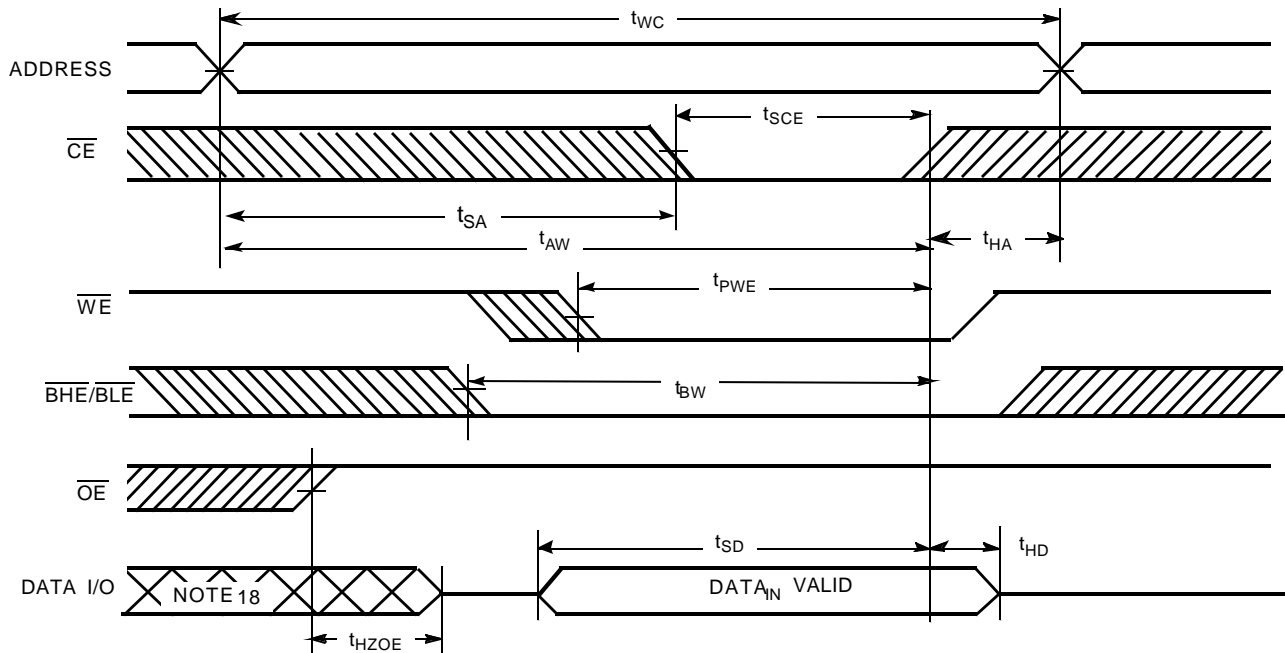 tWC
ADDRESS
tSCE
CE
tSA
tAW
tHA
tPWE
WE
tBW
BHE/BLE
OE
tSD
tHD
DATA I/O
NOTE 18
DATAIN VALID
tHZOE